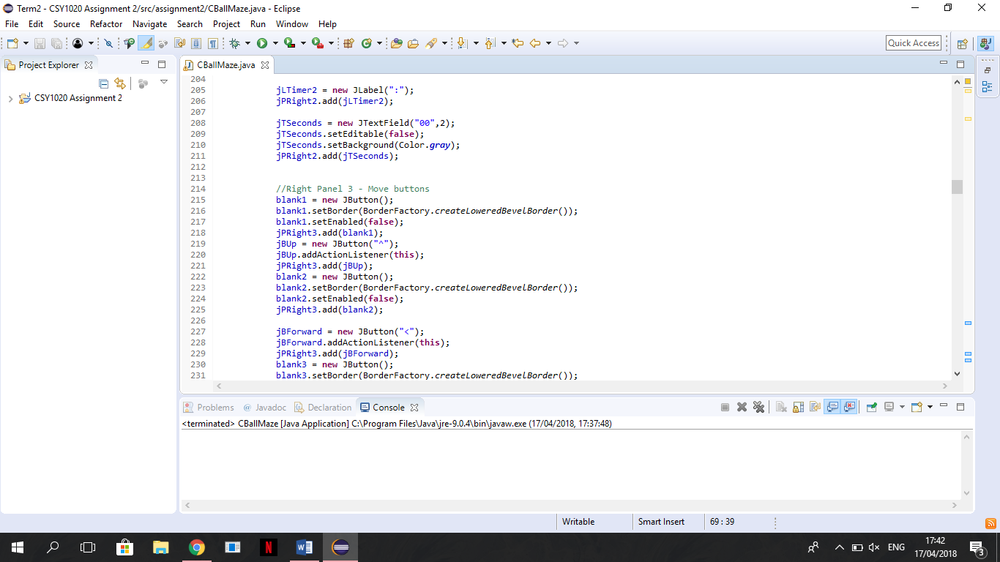 Term2 - CSY1020 Assignment 2/src/assignment2/CBallMaze.java - Eclipse
File Edit Source Refactor Navigate Search Project Run Window Help
Quick Access
Project Explorer
CBallMaze.java
CSY1020 Assignment 2
204
205 jLTimer2 = new JLabel(":");
206 jPRight2.add(jLTimer2);
207
208 jTSeconds = new JTextField("00",2);
209 jTSeconds.setEditable(false);
210 jTSeconds.setBackground(Color.gray);
211 jPRight2.add(jTSeconds);
212
213
214 //Right Panel 3 - Move buttons
215 blank1 = new JButton();
216 blank1.setBorder(BorderFactory.createLoweredBevelBorder());
217 blank1.setEnabled(false);
218 jPRight3.add(blank1);
219 jBUp = new JButton("^");
220 jBUp.addActionListener(this);
221 jPRight3.add(jBUp);
222 blank2 = new JButton();
223 blank2.setBorder(BorderFactory.createLoweredBevelBorder());
224 blank2.setEnabled(false);
225 jPRight3.add(blank2);
226
227 jBForward = new JButton("<");
228 jBForward.addActionListener(this);
229 jPRight3.add(jBForward);
230 blank3 = new JButton();
231 blank3.setBorder(BorderFactory.createLoweredBevelBorder());
Problems @ Javadoc Declaration Console
<terminated> CBallMaze [Java Application] C:\Program Files\Java\jre-9.0.4\bin\javaw.exe (17/04/2018, 17:37:48)
Writable Smart Insert 69 : 39
N W ENG 17:42
17/04/2018 3